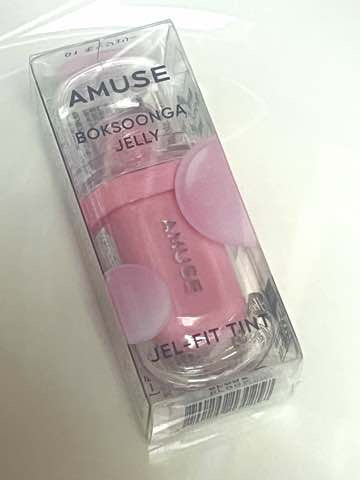 AMUSE
BOKSOONGA
JELLY
AMUSE
JEL-FIT TINT